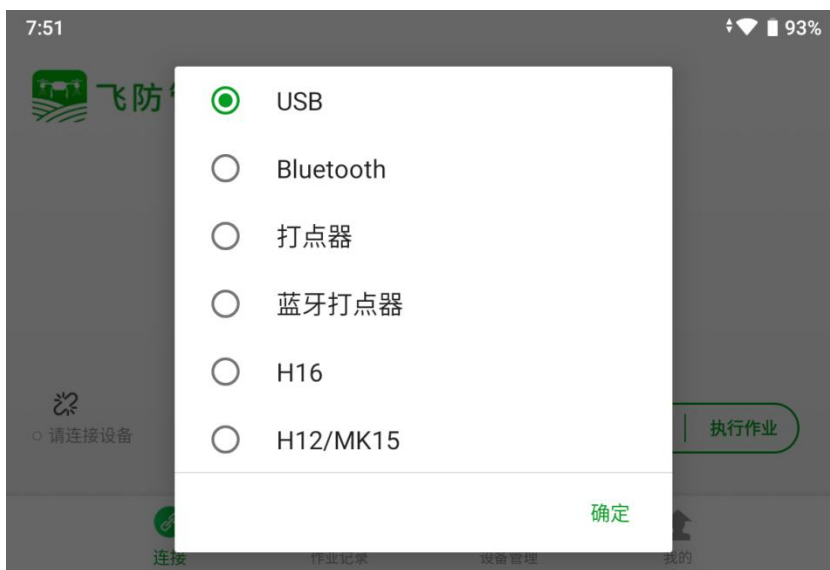 7:51
93%
飞防
USB
Bluetooth
打点器
蓝牙打点器
H16
H12/MK15
请连接设备
执行作业
确定
连接
作业记录
设备管理
我的